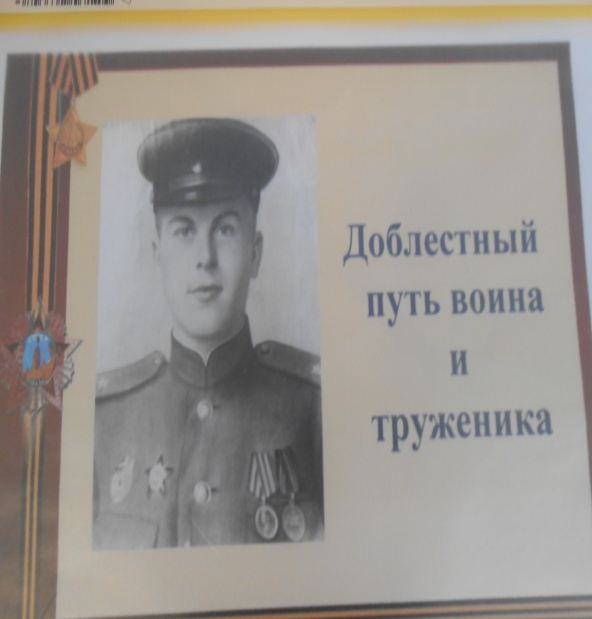 Доблестный
путь воина
и
труженика